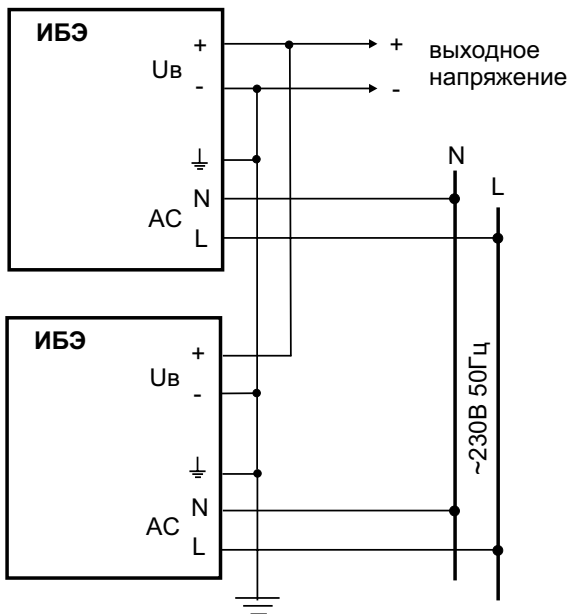 ИБЭ
+
Uв
-
N
AC
L
+
-
выходное
напряжение
N
L
~230В 50Гц
ИБЭ
+
Uв
-
N
AC
L